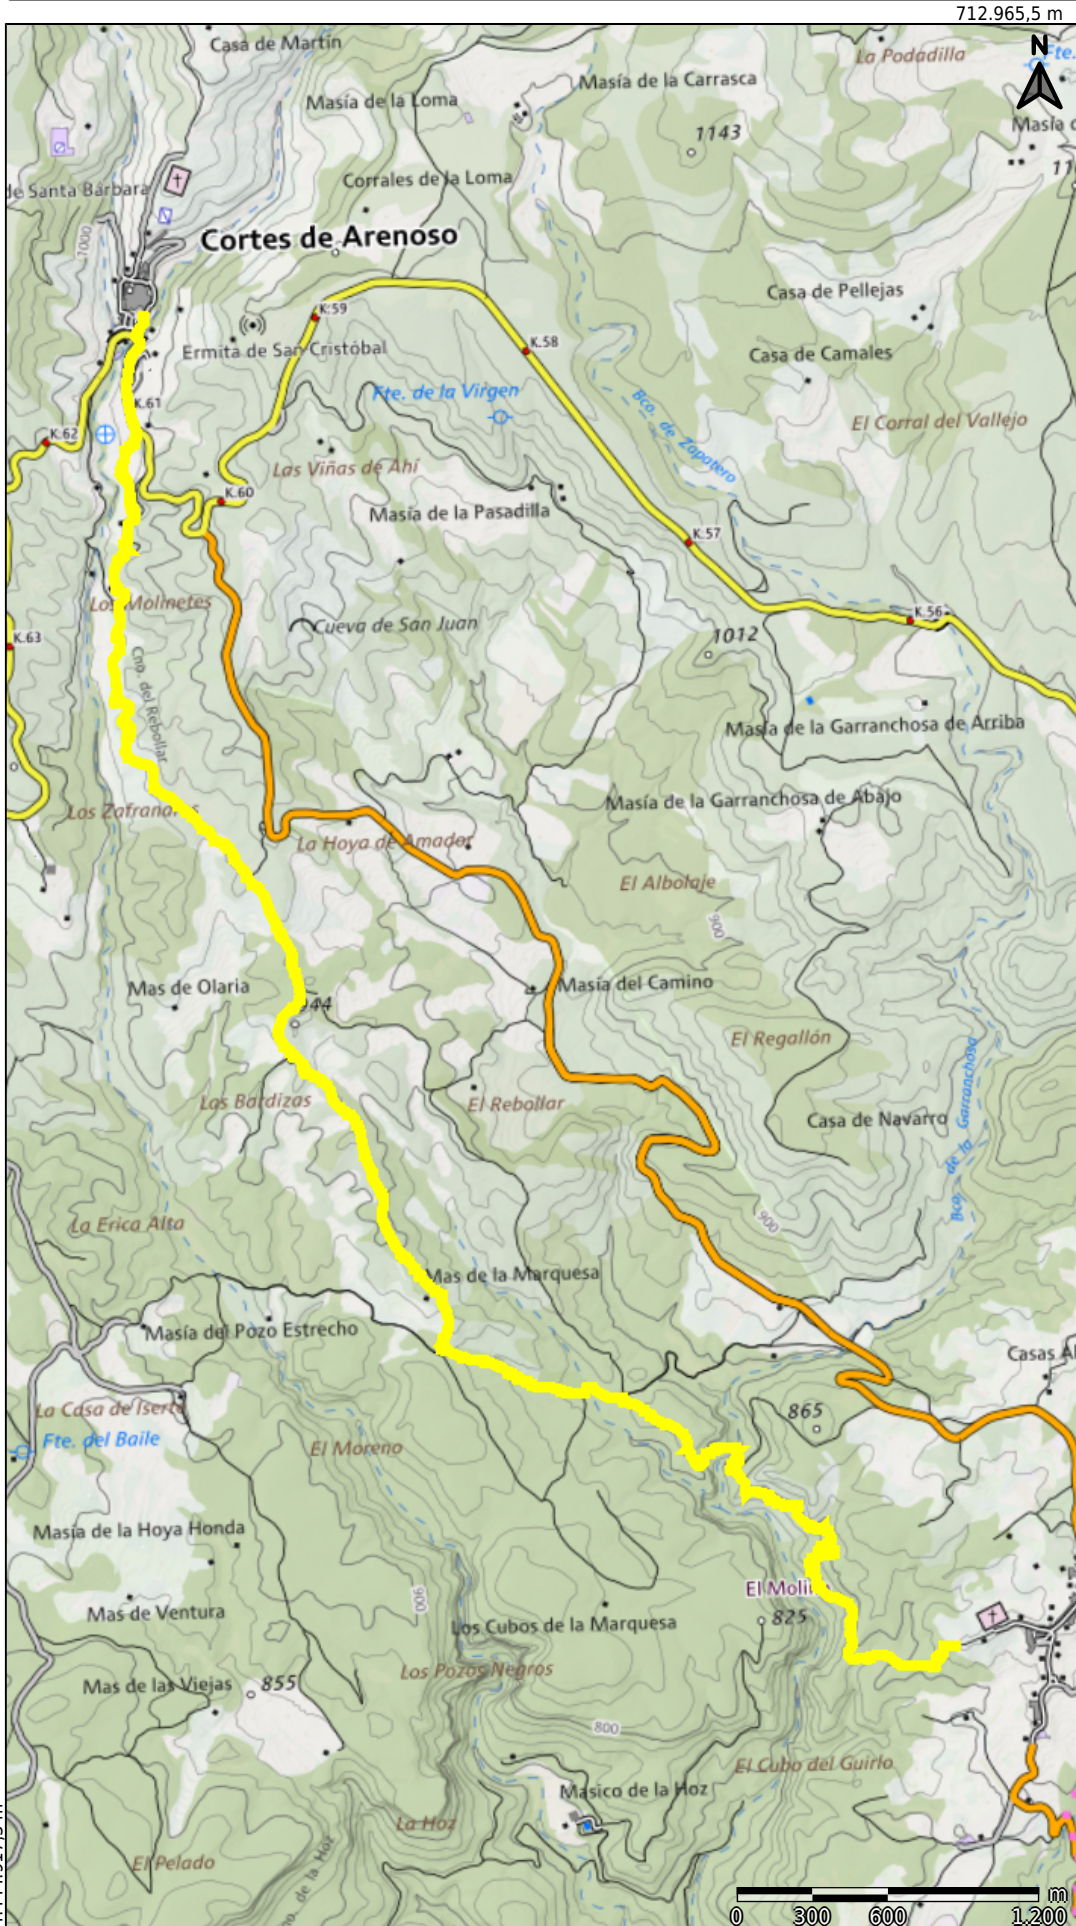 712.965,5 m
Casa de Martín
La Podadilla
N
Fte.
Masía de la Carrasca
Masía de la Loma
1143
Masía
11
de Santa Bárbara
Corrales de la Loma
1000
Cortes de Arenoso
Casa de Pellejas
K:59
K.58
Ermita de San Cristóbal
Casa de Camales
Fte. de la Virgen
Bco. de Zapatero
K.61
El Corral del Vallejo
K:62
Las Viñas de Ahí
K.60
Masía de la Pasadilla
K:57
Los Molinetes
K.56
Cueva de San Juan
K.63
1012
Cno. del Rebollar
Masía de la Garranchosa de Arriba
Masía de la Garranchosa de Abajo
Los Zafrana
La Hoya de Amador
El Albolaje
900
Mas de Olaria
Masía del Camino
944
El Regallón
Las Bardizas
El Rebollar
Casa de Navarro
Bco. de la Garranchosa
La Erica Alta
900
Mas de la Marquesa
Masía del Pozo Estrecho
Casas Al
La Casa de Iserte
865
Fte. del Baile
El Moreno
Masía de la Hoya Honda
900
El Molin
Mas de Ventura
825
Los Cubos de la Marquesa
Los Pozos Negros
Mas de las Viejas
855
800
El Cubo del Guirlo
Masico de la Hoz
La Hoz
El Pelado
de la Hoz
m
0 300 600 1.200